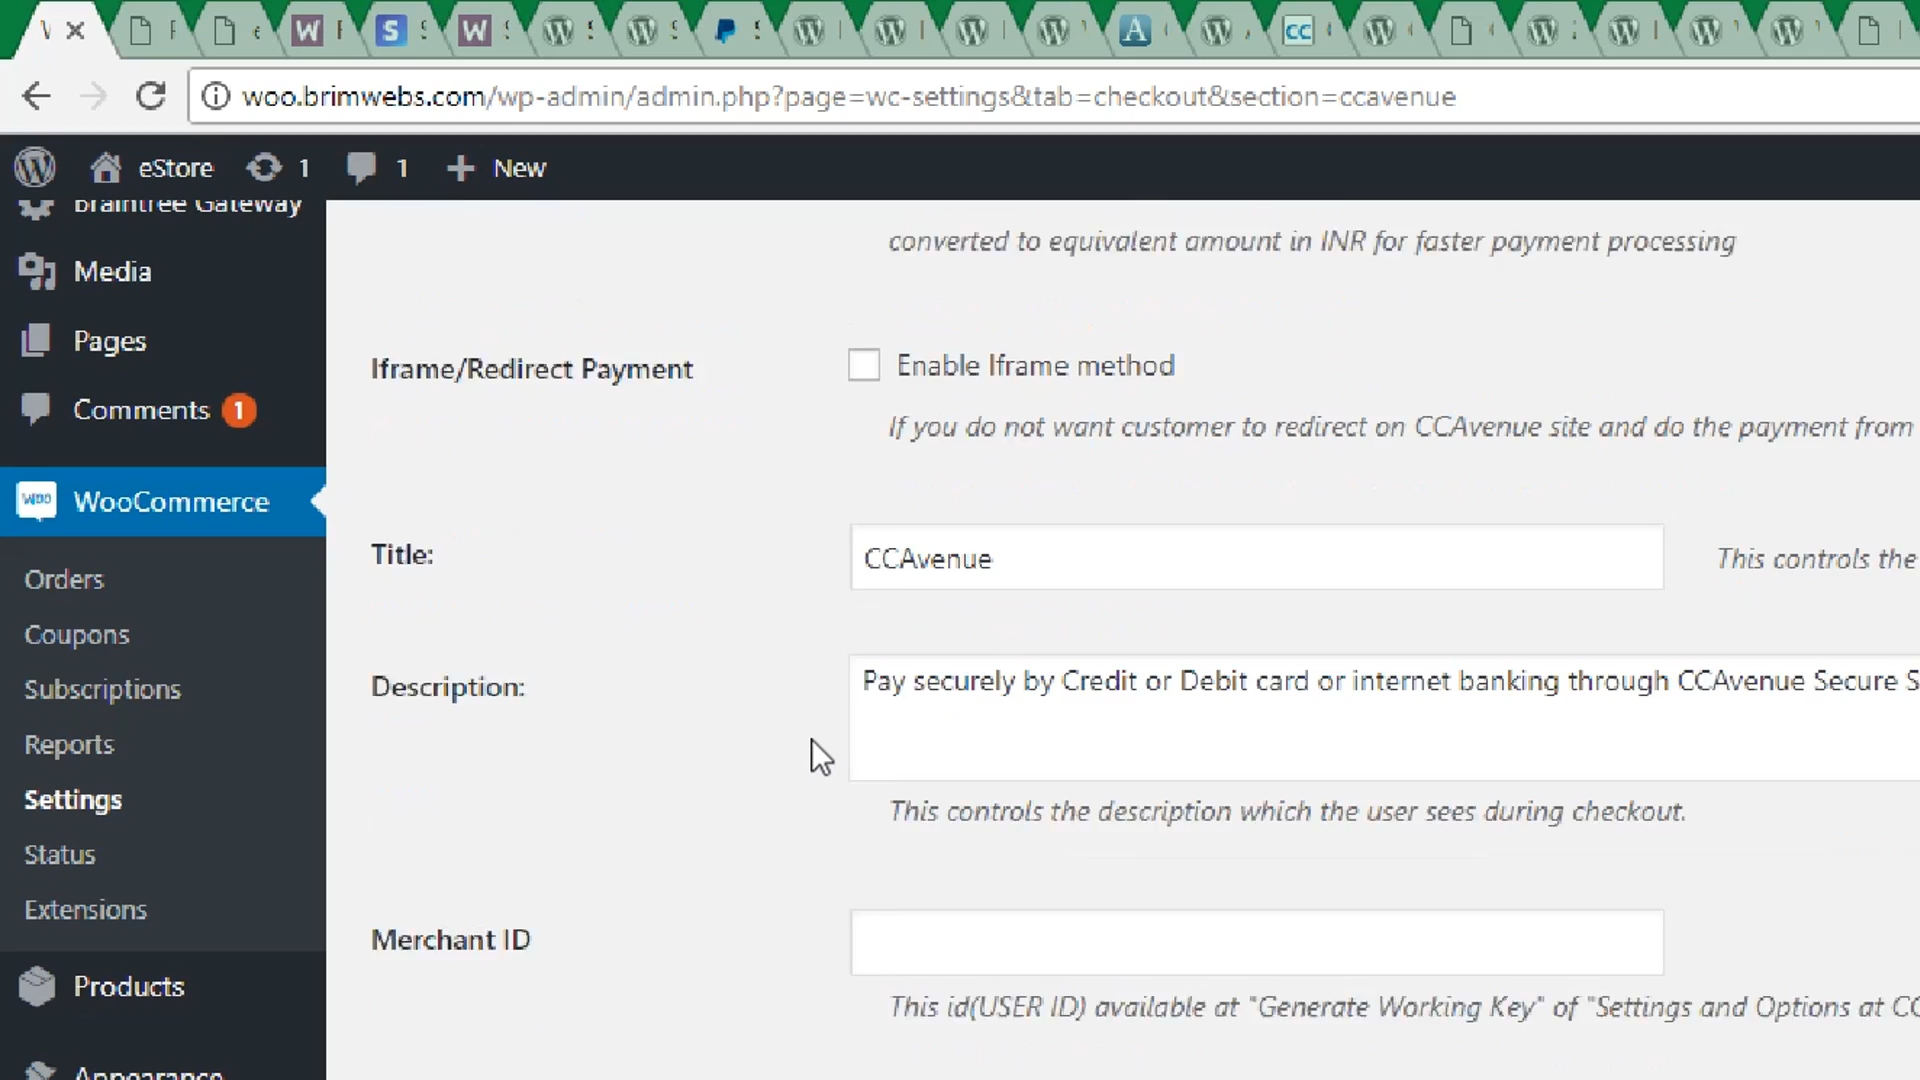 woo.brimwebs.com/wp-admin/admin.php?page=wc-settings&tab=checkout&section=ccavenue
eStore 1 1 New
Braintree Gateway
Media
Pages
Comments 1
WooCommerce
Orders
Coupons
Subscriptions
Reports
Settings
Status
Extensions
Products
Appearance
converted to equivalent amount in INR for faster payment processing
Iframe/Redirect Payment
Enable Iframe method
If you do not want customer to redirect on CCAvenue site and do the payment from
Title:
CCAvenue
This controls the
Description:
Pay securely by Credit or Debit card or internet banking through CCAvenue Secure S
This controls the description which the user sees during checkout.
Merchant ID
This id(USER ID) available at "Generate Working Key" of "Settings and Options at CC